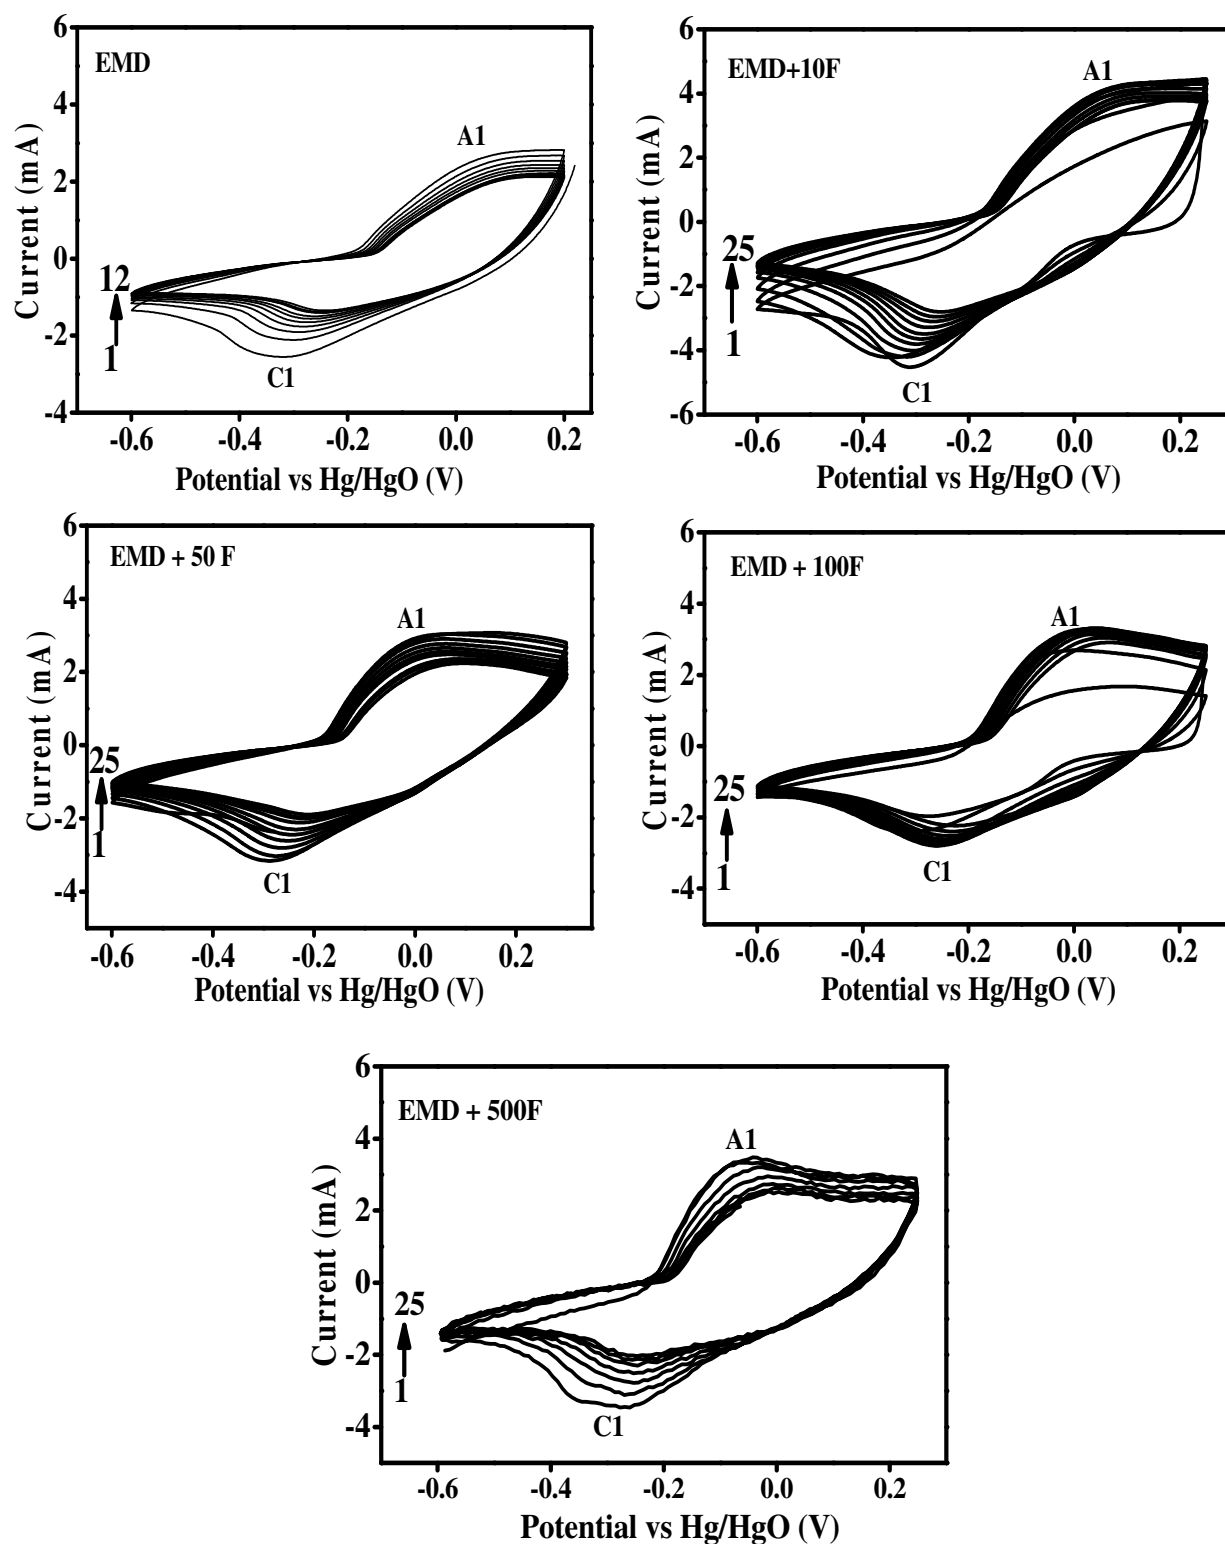 EMD
A1
C1
12
1
6
4
2
0
-2
-4
-0.6 -0.4 -0.2 0.0 0.2
Current (mA)
Potential vs Hg/HgO (V)
EMD+10F
A1
C1
25
1
6
4
2
0
-2
-4
-6
-0.6 -0.4 -0.2 0.0 0.2
Current (mA)
Potential vs Hg/HgO (V)
EMD + 50 F
A1
C1
25
1
6
4
2
0
-2
-4
-0.6 -0.4 -0.2 0.0 0.2
Current (mA)
Potential vs Hg/HgO (V)
EMD + 100F
A1
C1
25
1
6
4
2
0
-2
-4
-0.6 -0.4 -0.2 0.0 0.2
Current (mA)
Potential vs Hg/HgO (V)
EMD + 500F
A1
C1
25
1
6
4
2
0
-2
-4
-0.6 -0.4 -0.2 0.0 0.2
Current (mA)
Potential vs Hg/HgO (V)